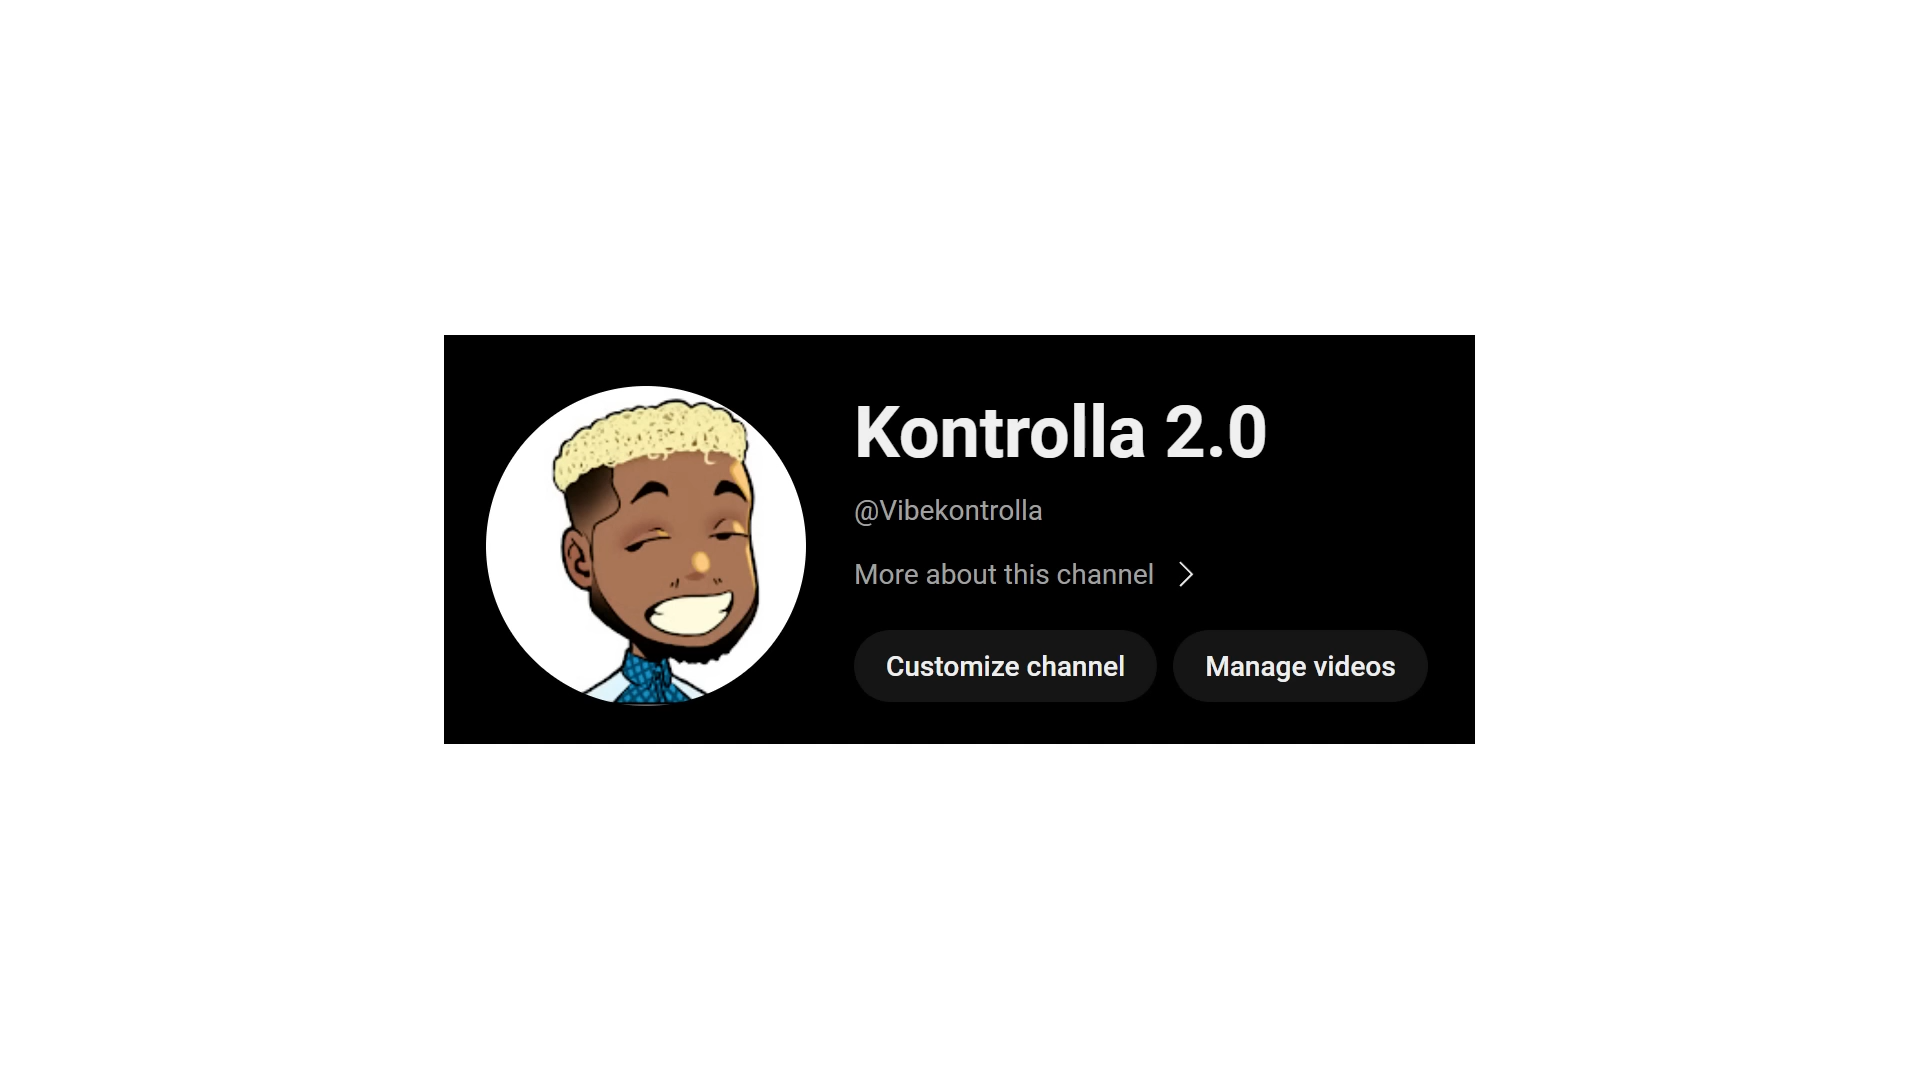 Kontrolla 2.0
@Vibekontrolla
More about this channel
Customize channel
Manage videos